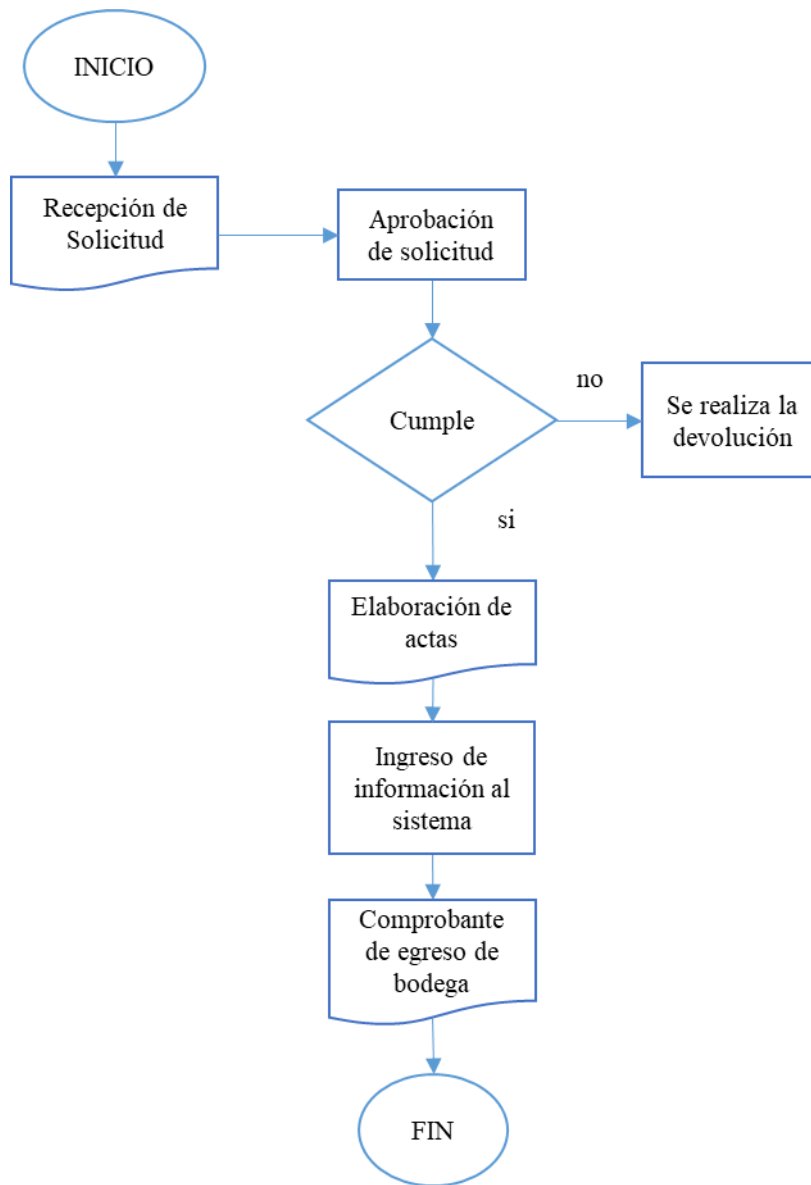 INICIO
Recepción de
Solicitud
Aprobación
de solicitud
Cumple
no
Se realiza la
devolución
si
Elaboración de
actas
Ingreso de
información al
sistema
Comprobante
de egreso de
bodega
FIN